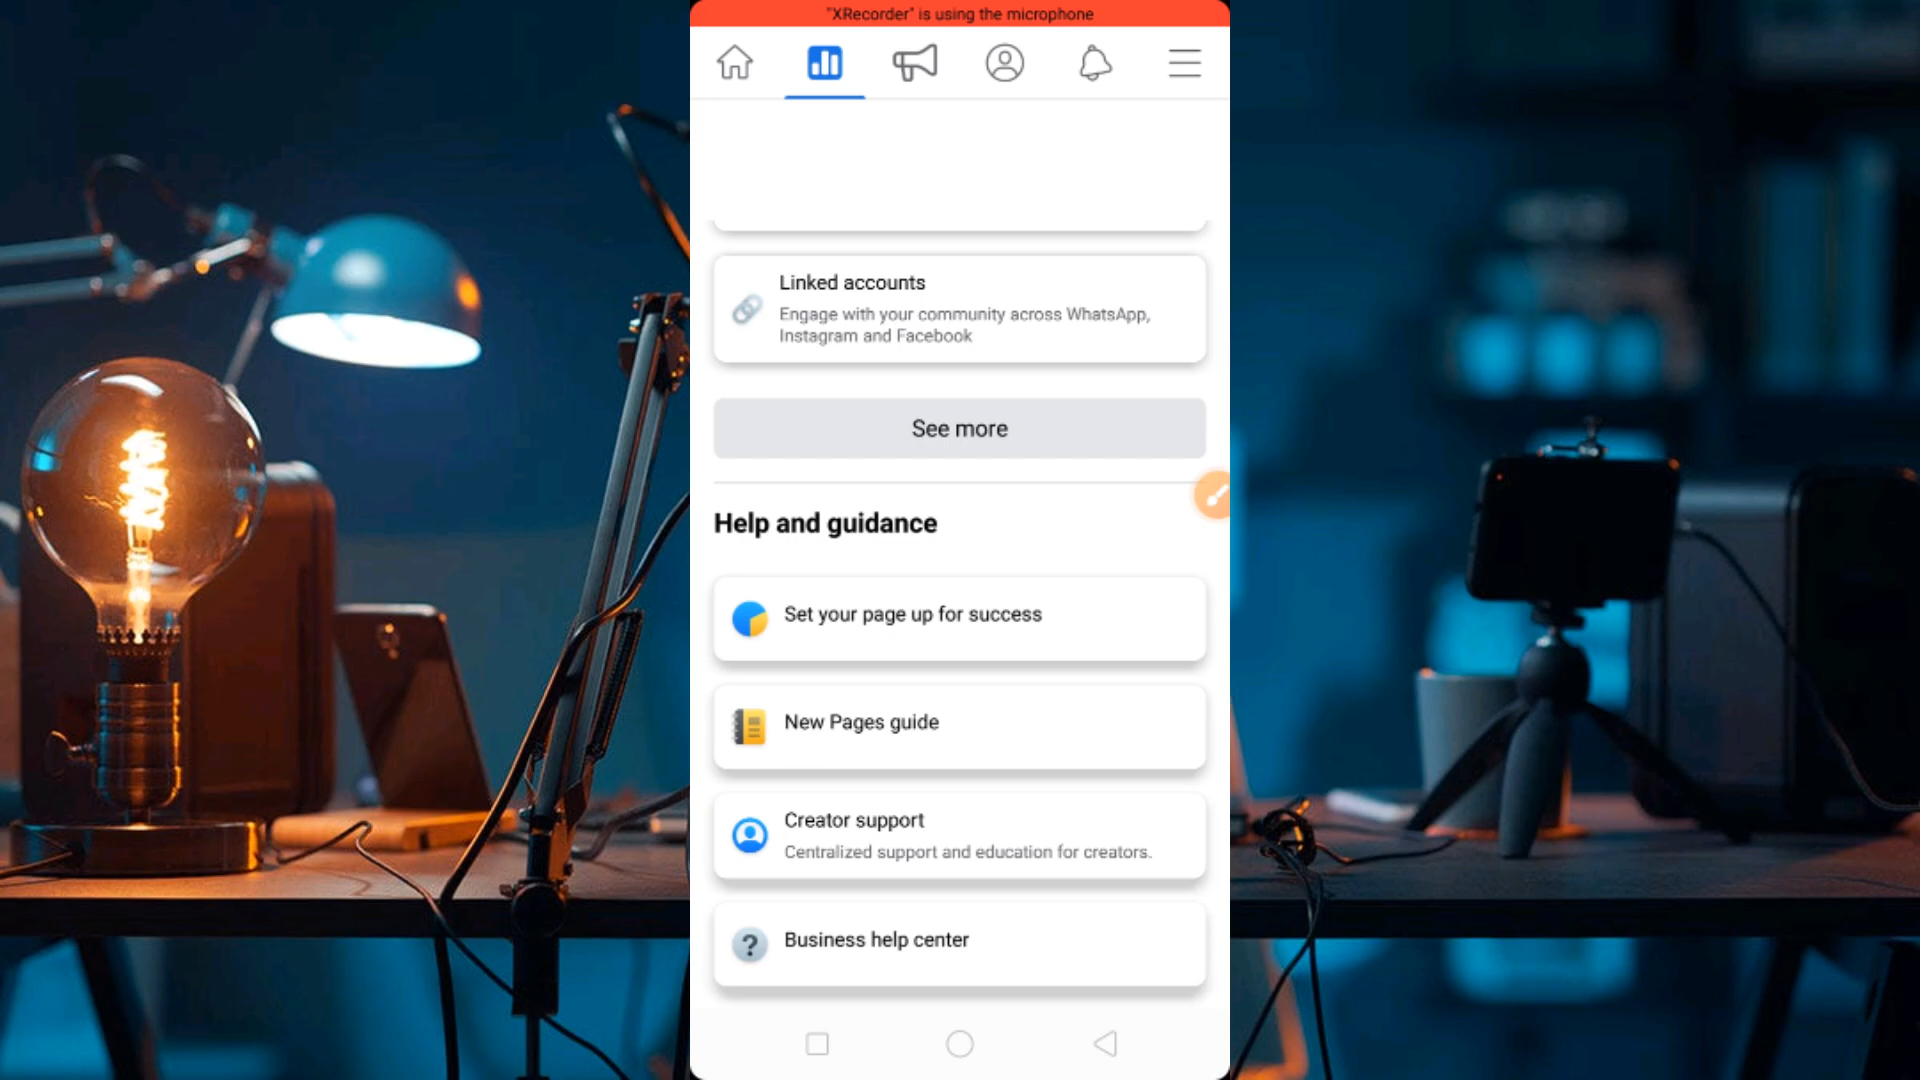 "XRecorder" is using the microphone
Linked accounts
Engage with your community across WhatsApp,
Instagram and Facebook
See more
Help and guidance
Set your page up for success
New Pages guide
Creator support
Centralized support and education for creators.
? Business help center